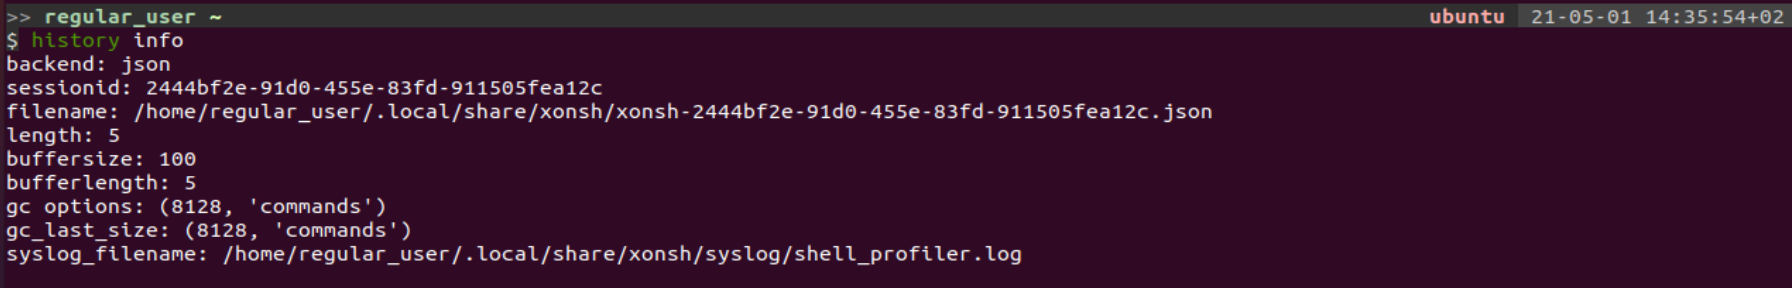 >> regular_user ~ ubuntu 21-05-01 14:35:54+02
$ history info
backend: json
sessionid: 2444bf2e-91d0-455e-83fd-911505fea12c
filename: /home/regular_user/.local/share/xonsh/xonsh-2444bf2e-91d0-455e-83fd-911505fea12c.json
length: 5
buffersize: 100
bufferlength: 5
gc options: (8128, 'commands')
gc_last_size: (8128, 'commands')
syslog_filename: /home/regular_user/.local/share/xonsh/syslog/shell_profiler.log